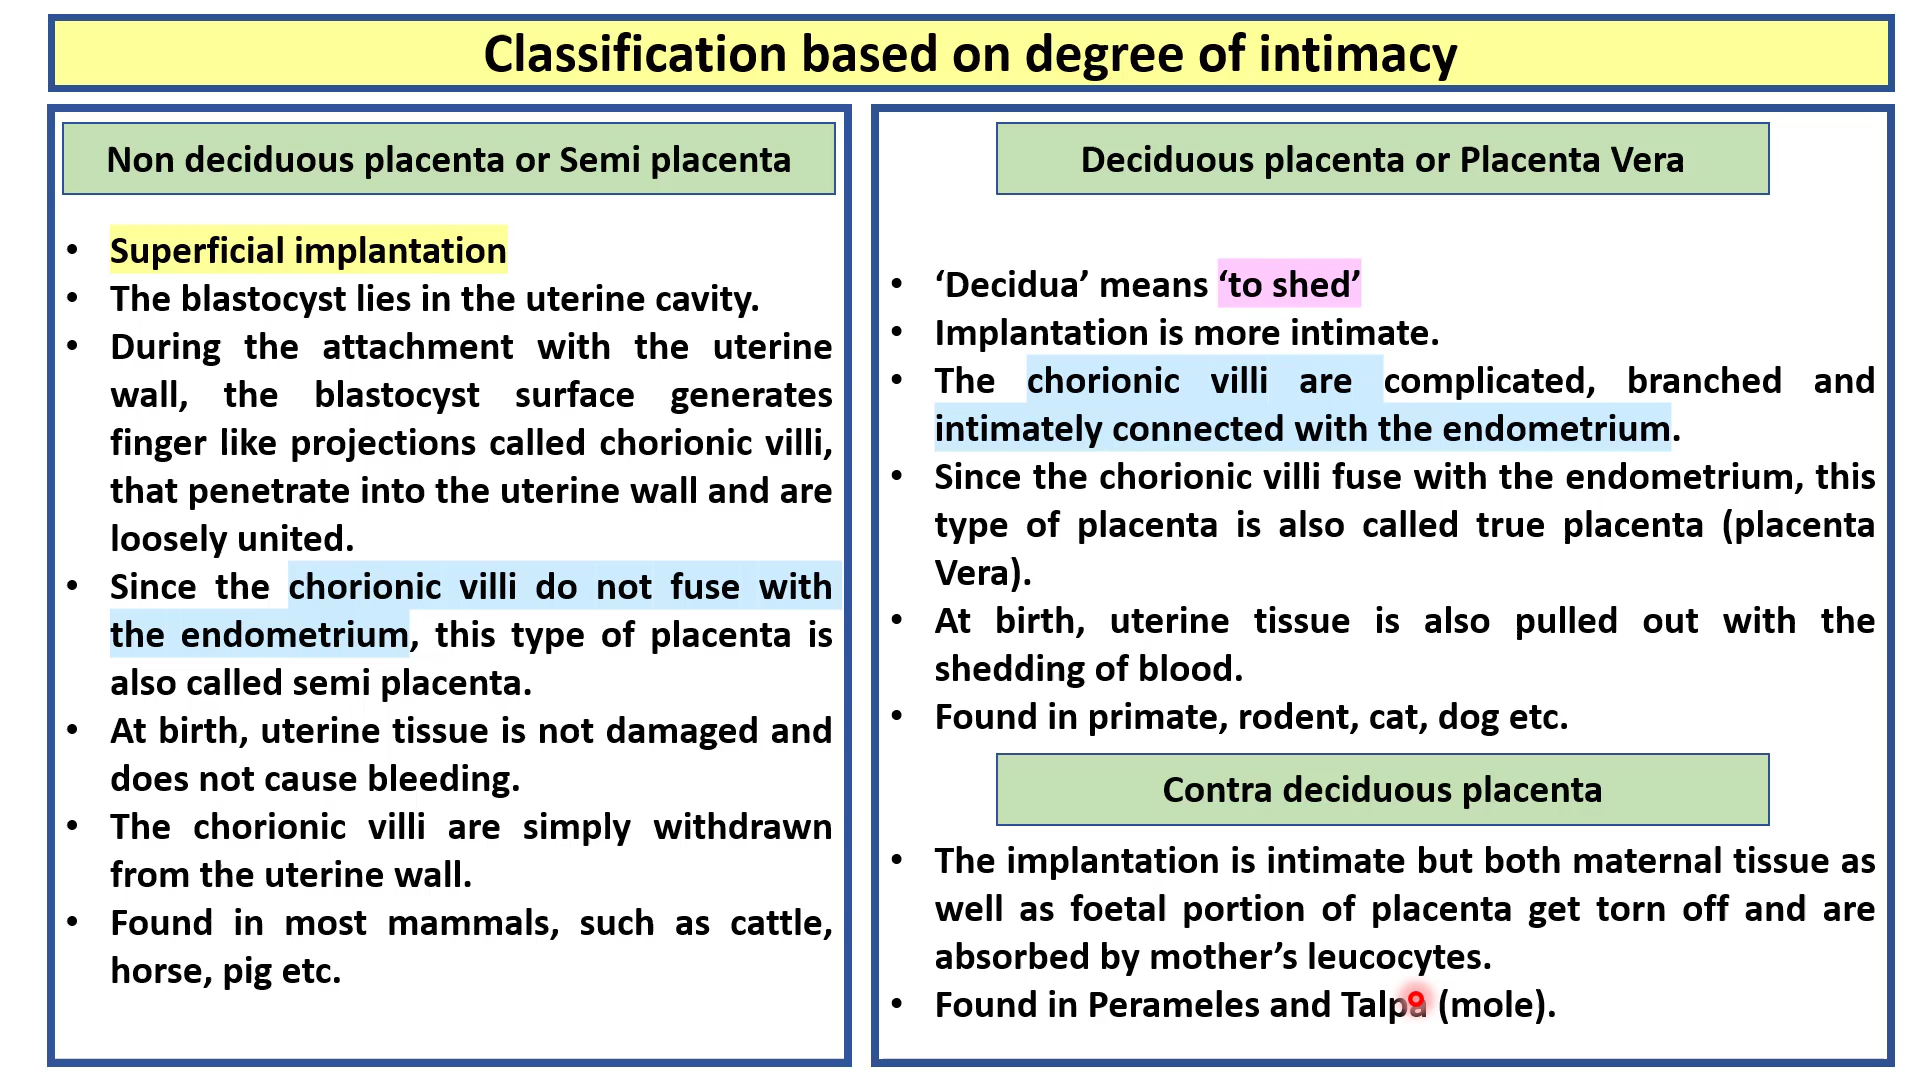 Classification based on degree of intimacy
Non deciduous placenta or Semi placenta
• Superficial implantation
• The blastocyst lies in the uterine cavity.
• During the attachment with the uterine
wall, the blastocyst surface generates
finger like projections called chorionic villi,
that penetrate into the uterine wall and are
loosely united.
• Since the chorionic villi do not fuse with
the endometrium, this type of placenta is
also called semi placenta.
• At birth, uterine tissue is not damaged and
does not cause bleeding.
• The chorionic villi are simply withdrawn
from the uterine wall.
• Found in most mammals, such as cattle,
horse, pig etc.
Deciduous placenta or Placenta Vera
• ‘Decidua’ means ‘to shed’
• Implantation is more intimate.
• The chorionic villi are complicated, branched and
intimately connected with the endometrium.
• Since the chorionic villi fuse with the endometrium, this
type of placenta is also called true placenta (placenta
Vera).
• At birth, uterine tissue is also pulled out with the
shedding of blood.
• Found in primate, rodent, cat, dog etc.
Contra deciduous placenta
• The implantation is intimate but both maternal tissue as
well as foetal portion of placenta get torn off and are
absorbed by mother’s leucocytes.
• Found in Perameles and Talpa (mole).